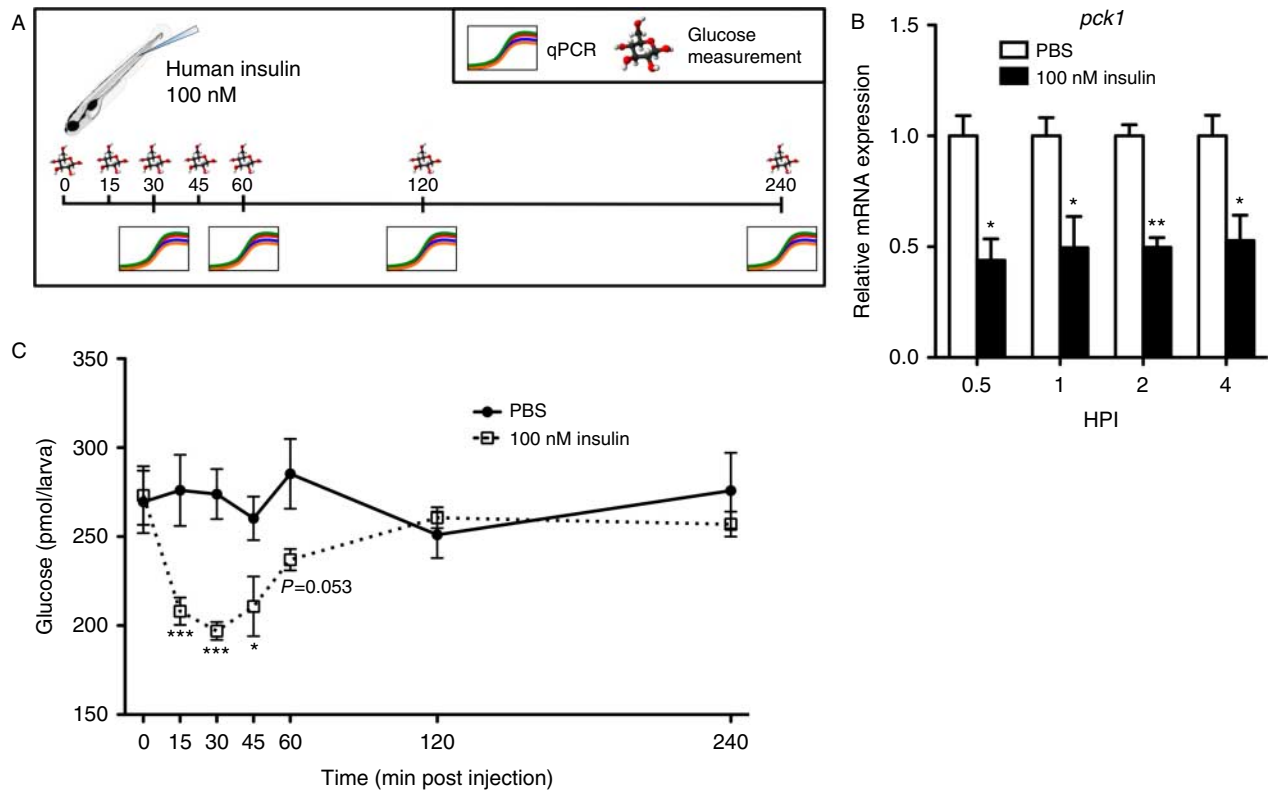 A
Human insulin
100 nM
qPCR
Glucose
measurement
0 15 30 45 60 120 240
B
pck1
PBS
100 nM insulin
Relative mRNA expression
1.5
1.0
0.5
0.0
* * ** *
0.5 1 2 4
HPI
C
Glucose (pmol/larva)
350
300
250
200
150
PBS
100 nM insulin
P=0.053
*** *** *
0 15 30 45 60 120 240
Time (min post injection)